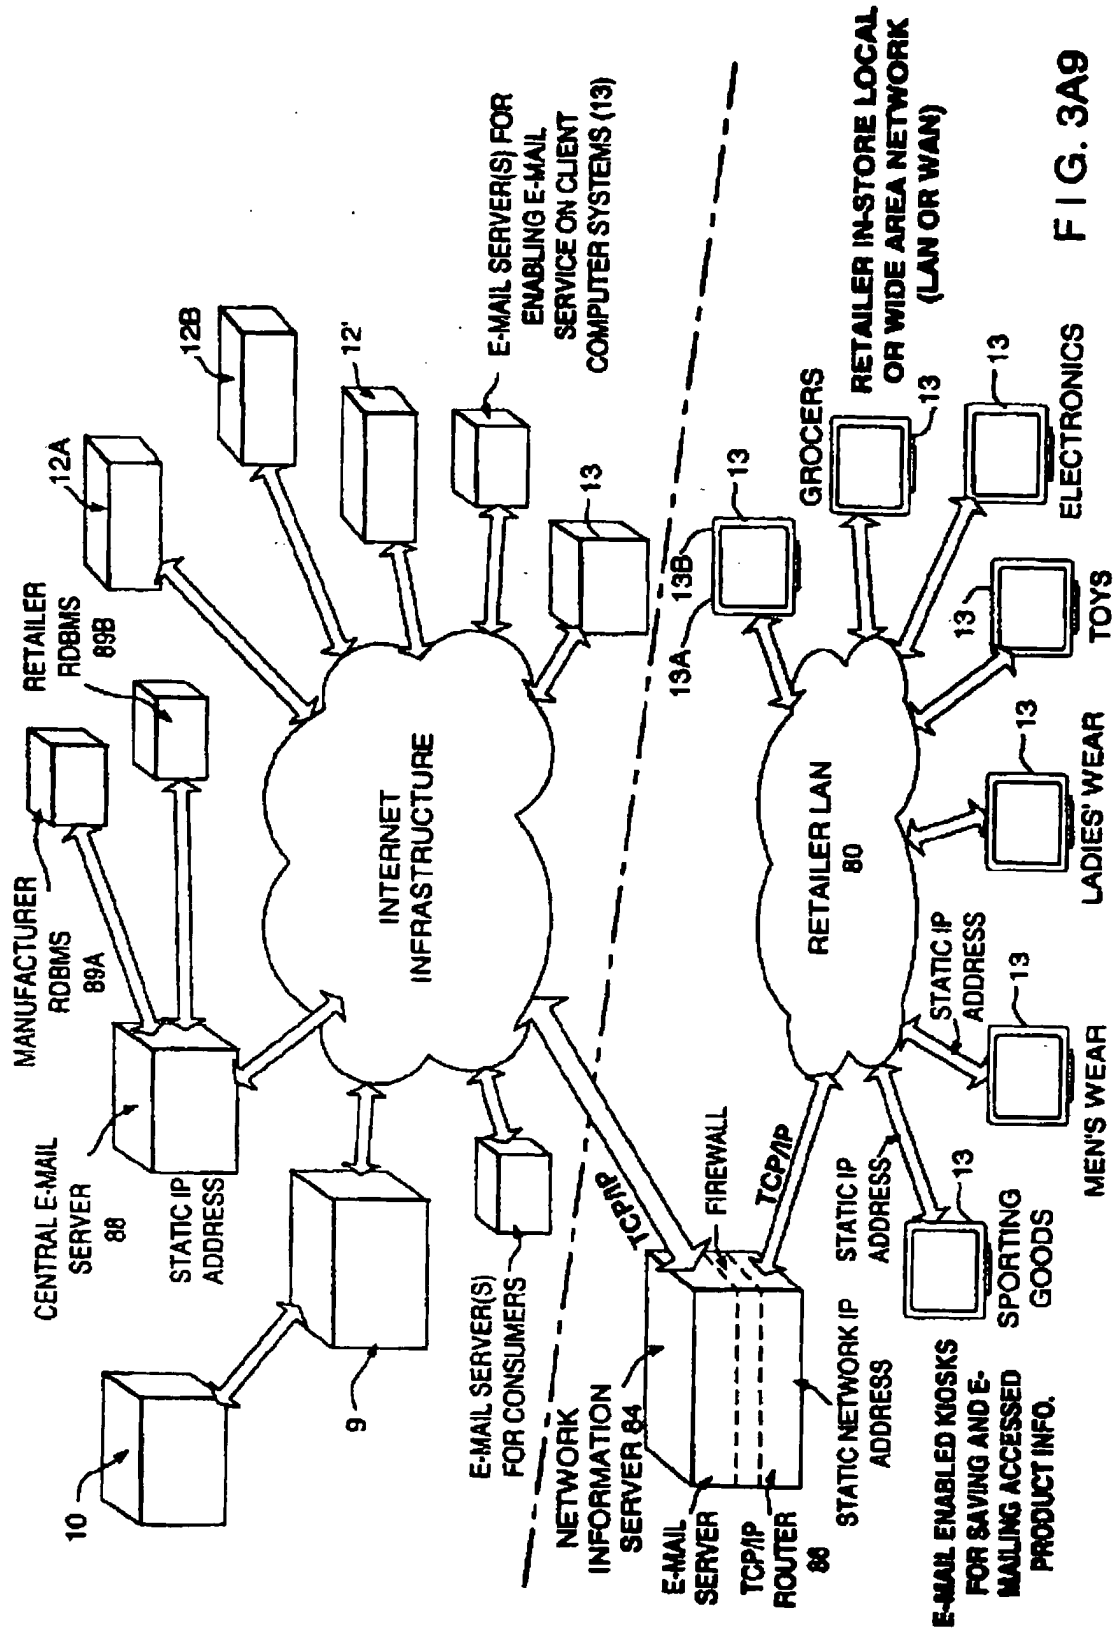 10
9
CENTRAL E-MAIL
SERVER
88
STATIC IP
ADDRESS
MANUFACTURER
RDBMS
89A
RETAILER
RDBMS
89B
12A
12B
12'
E-MAIL SERVER(S) FOR
ENABLING E-MAIL
SERVICE ON CLIENT
COMPUTER SYSTEMS (13)
13
INTERNET
INFRASTRUCTURE
E-MAIL SERVER(S)
FOR CONSUMERS
NETWORK
INFORMATION
SERVER 84
E-MAIL
SERVER
TCP/IP
ROUTER
86
TCP/IP
FIREWALL
TCP/IP
STATIC NETWORK IP
ADDRESS
STATIC IP
ADDRESS
RETAILER LAN
80
13A
13B
13
GROCERS
13
RETAILER IN-STORE LOCAL
OR WIDE AREA NETWORK
(LAN OR WAN)
13
ELECTRONICS
13
TOYS
13
LADIES' WEAR
STATIC IP
ADDRESS
13
MEN'S WEAR
13
SPORTING
GOODS
E-MAIL ENABLED KIOSKS
FOR SAVING AND E-
MAILING ACCESSED
PRODUCT INFO.
FIG. 3A9